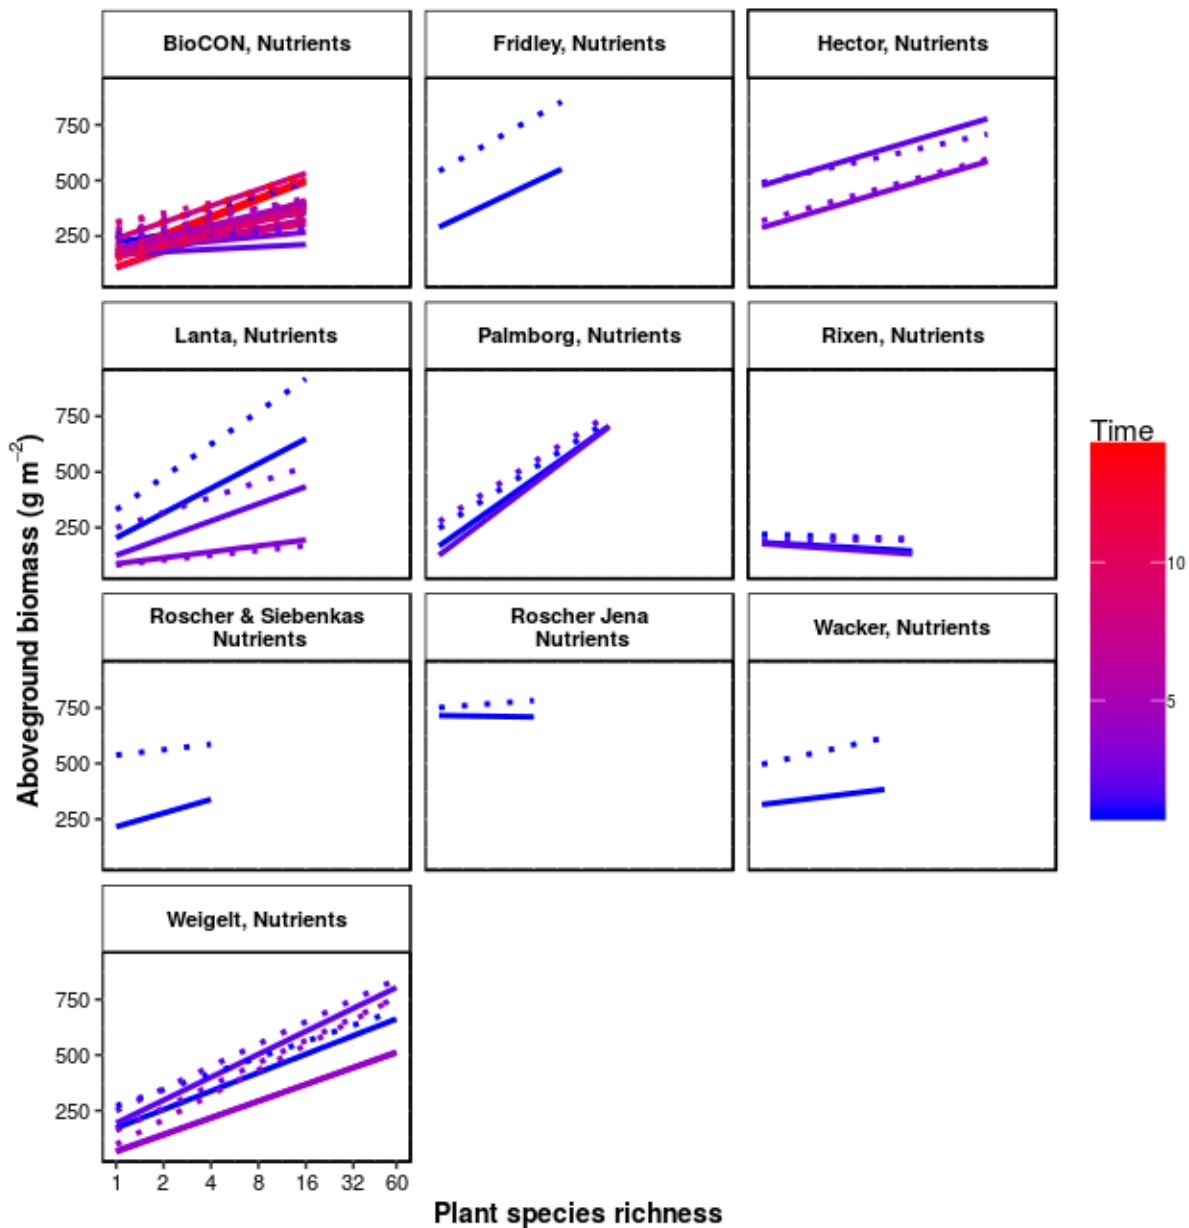 BioCON, Nutrients
Fridley, Nutrients
Hector, Nutrients
750
500
250
Lanta, Nutrients
Palmborg, Nutrients
Rixen, Nutrients
750
500
250
Roscher & Siebenkas
Nutrients
Roscher Jena
Nutrients
Wacker, Nutrients
750
500
250
Weigelt, Nutrients
750
500
250
1 2 4 8 16 32 60
Plant species richness
Aboveground biomass (g m⁻²)
Time
10
5